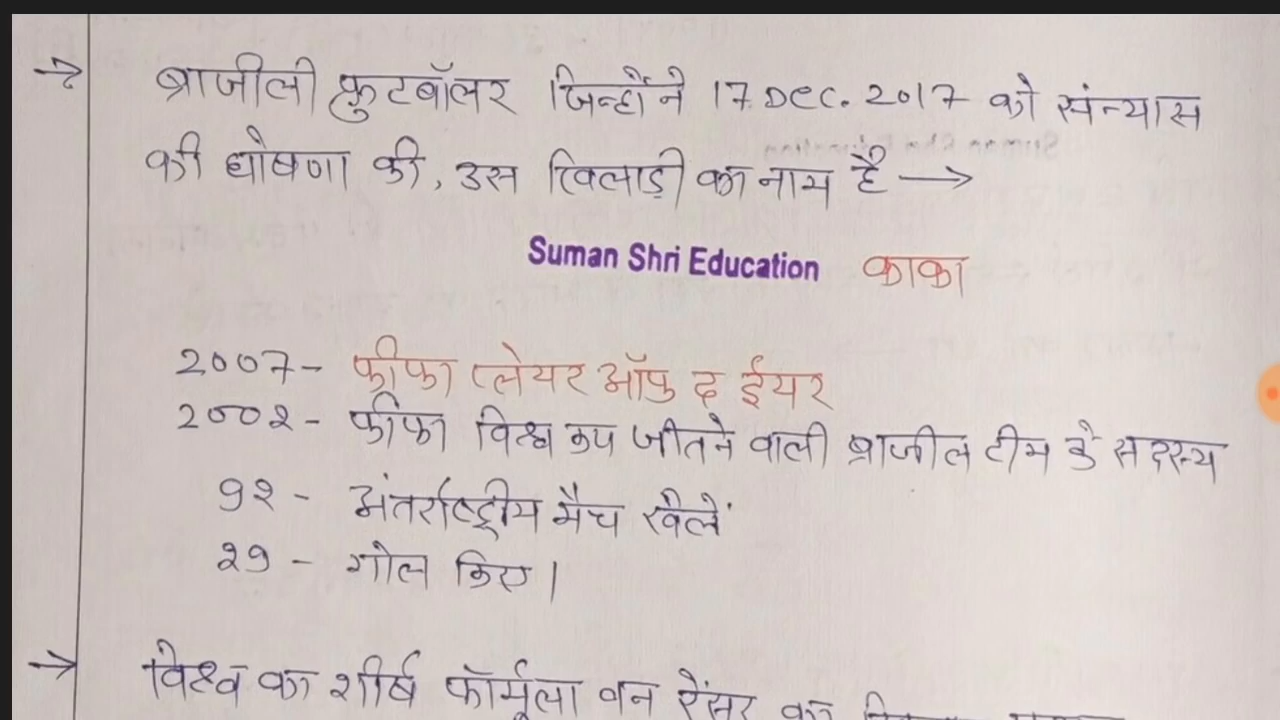 → ब्राजीली फ़ुटबॉलर जिन्होंने 17 Dec. 2017 को संन्यास
की घोषणा की, उस खिलाड़ी का नाम है →
Suman Shri Education काका
2007 - फ़ीफा प्लेयर ऑफ़ द ईयर
2002 - फ़ीफा विश्व कप जीतने वाली ब्राजील टीम के सदस्य
92 - अंतर्राष्ट्रीय मैच खेलें
29 - गोल किए।
→ विश्व का शीर्ष फॉर्मूला वन रेंसर का